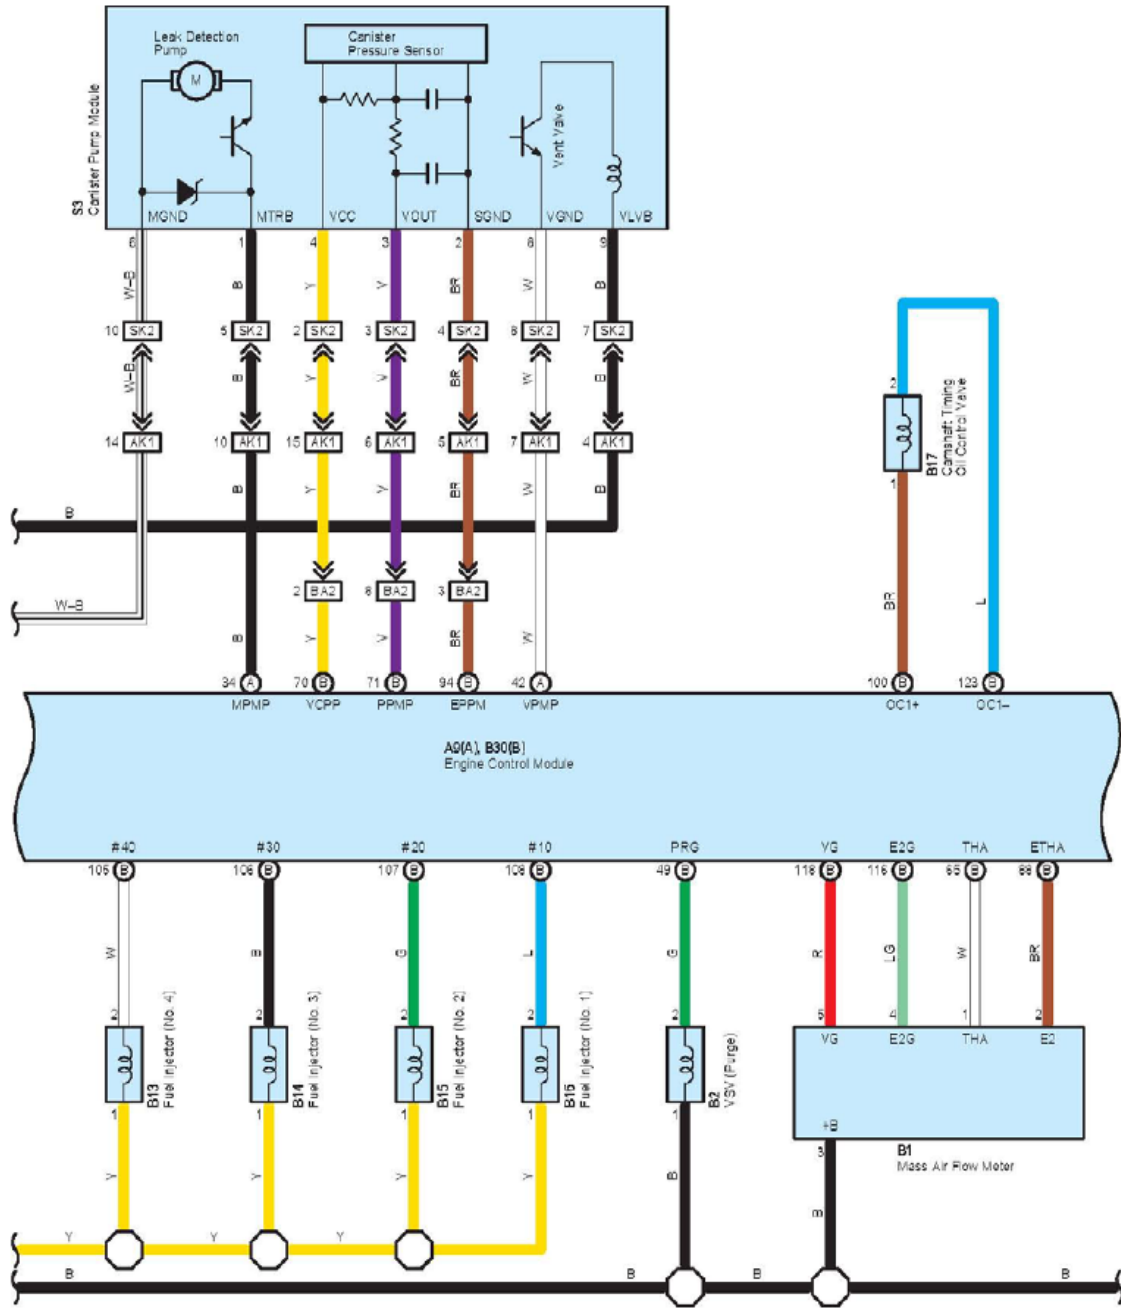 Leak Detection
Pump
Canister
Pressure Sensor
M
Vent Valve
S3
Canister Pump Module
MGND MTRB VCC VOUT SGND VGND VLVB
6 1 4 3 2 8 9
W–B B Y V BR W B
10 SK2 5 SK2 2 SK2 3 SK2 4 SK2 8 SK2 7 SK2
W–B B Y V BR W B
14 AK1 10 AK1 15 AK1 6 AK1 5 AK1 7 AK1 4 AK1
B Y V BR W B
B
2 BA2 8 BA2 3 BA2
W–B
B Y V BR W
2
B17
Camshaft Timing
Oil Control Valve
1
BR L
34 A 70 B 71 B 94 B 42 A 100 B 123 B
MPMP VCPP PPMP EPPM VPMP OC1+ OC1–
A9(A), B30(B)
Engine Control Module
#40 #30 #20 #10 PRG VG E2G THA ETHA
105 B 106 B 107 B 108 B 49 B 118 B 116 B 65 B 88 B
W B G L G R LG W BR
2 2 2 2 2 5 4 1 2
VG E2G THA E2
B13
Fuel Injector (No. 4)
B14
Fuel Injector (No. 3)
B15
Fuel Injector (No. 2)
B16
Fuel Injector (No. 1)
B2
VSV (Purge)
1 1 1 1 1
+B
3
B1
Mass Air Flow Meter
Y Y Y Y B B
Y Y Y
B B B B